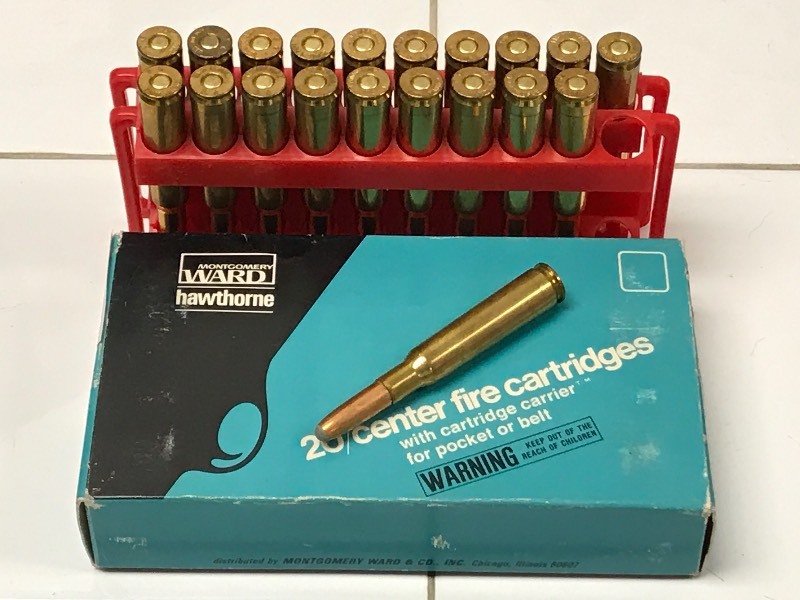 MONTGOMERY
WARD
hawthorne
20/center fire cartridges
with cartridge carrier™
for pocket or belt
WARNING KEEP OUT OF THE
REACH OF CHILDREN
distributed by MONTGOMERY WARD & CO., INC. Chicago, Illinois 60607